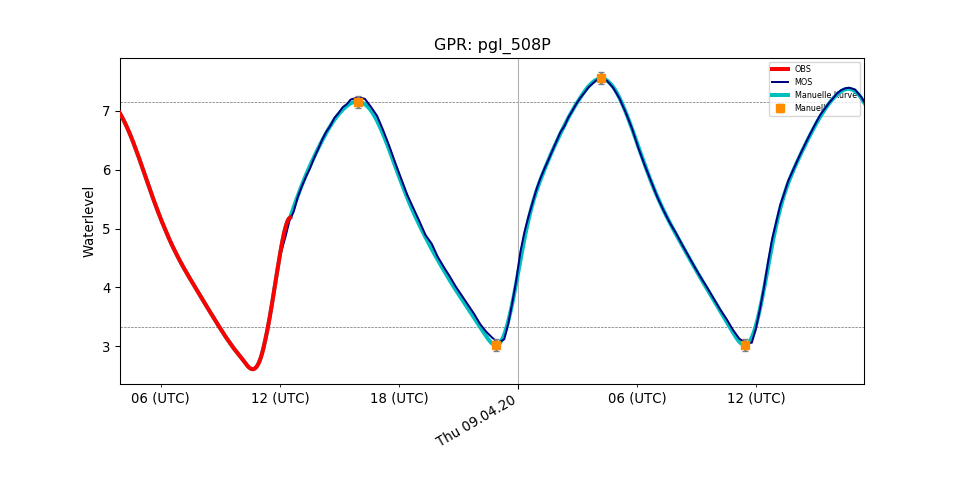 GPR: pgl_508P
OBS
MOS
Manuelle Kurve
Manuell
Waterlevel
7
6
5
4
3
06 (UTC)
12 (UTC)
18 (UTC)
Thu 09.04.20
06 (UTC)
12 (UTC)